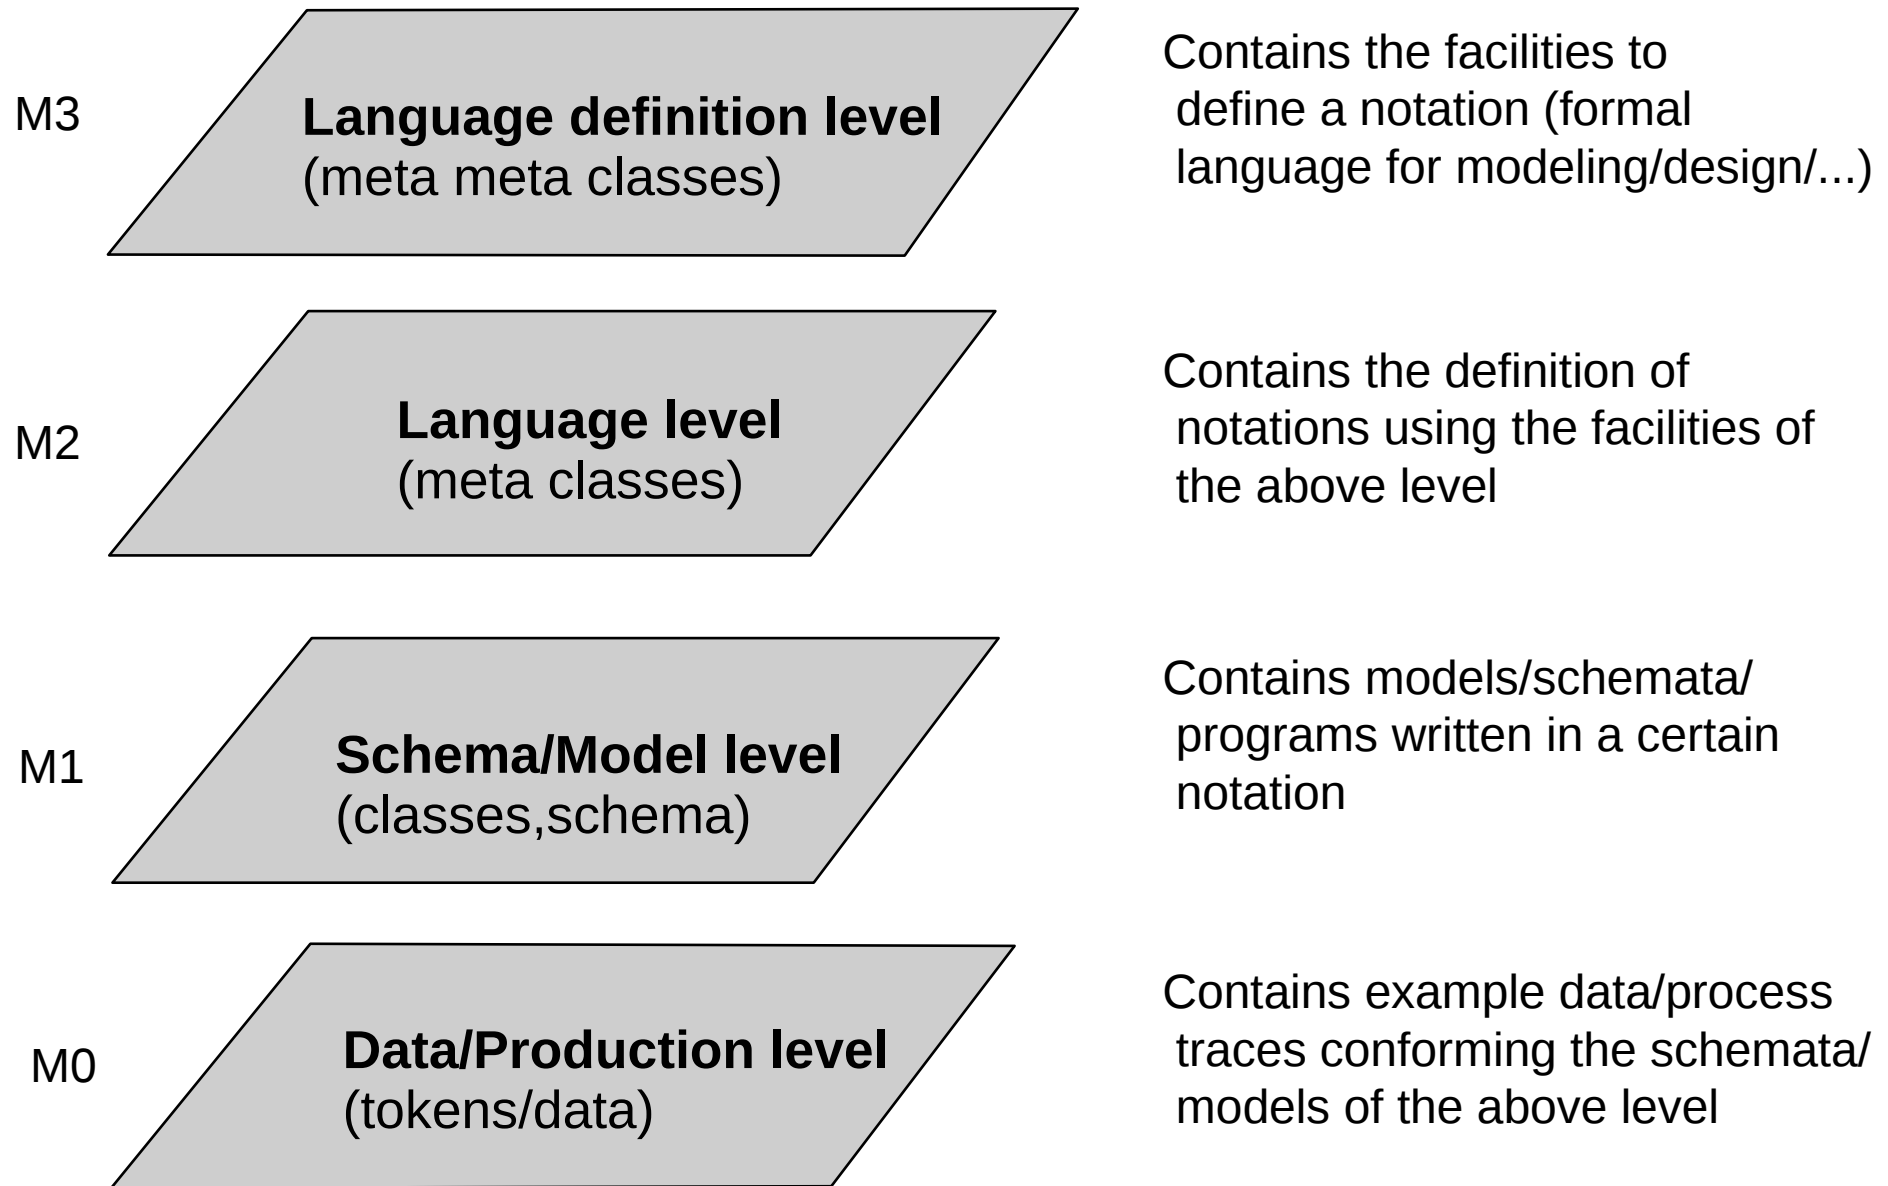 M3
Language definition level
(meta meta classes)
Contains the facilities to
define a notation (formal
language for modeling/design/...)
M2
Language level
(meta classes)
Contains the definition of
notations using the facilities of
the above level
M1
Schema/Model level
(classes,schema)
Contains models/schemata/
programs written in a certain
notation
M0
Data/Production level
(tokens/data)
Contains example data/process
traces conforming the schemata/
models of the above level